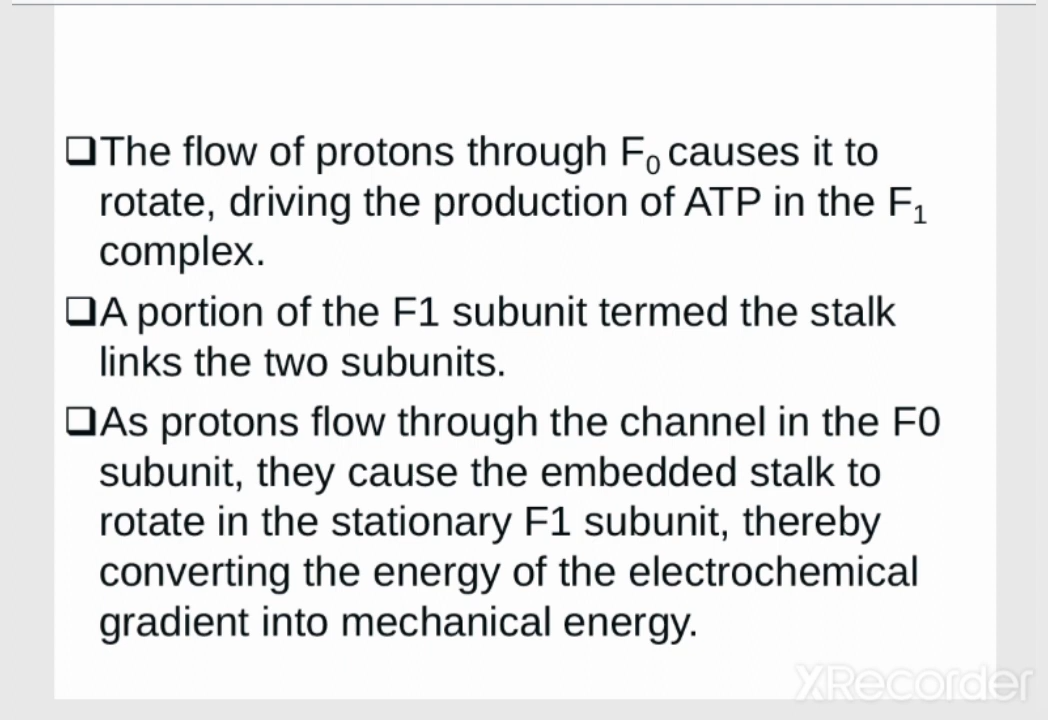 ❑The flow of protons through F₀ causes it to
rotate, driving the production of ATP in the F₁
complex.
❑A portion of the F1 subunit termed the stalk
links the two subunits.
❑As protons flow through the channel in the F0
subunit, they cause the embedded stalk to
rotate in the stationary F1 subunit, thereby
converting the energy of the electrochemical
gradient into mechanical energy.
XRecorder